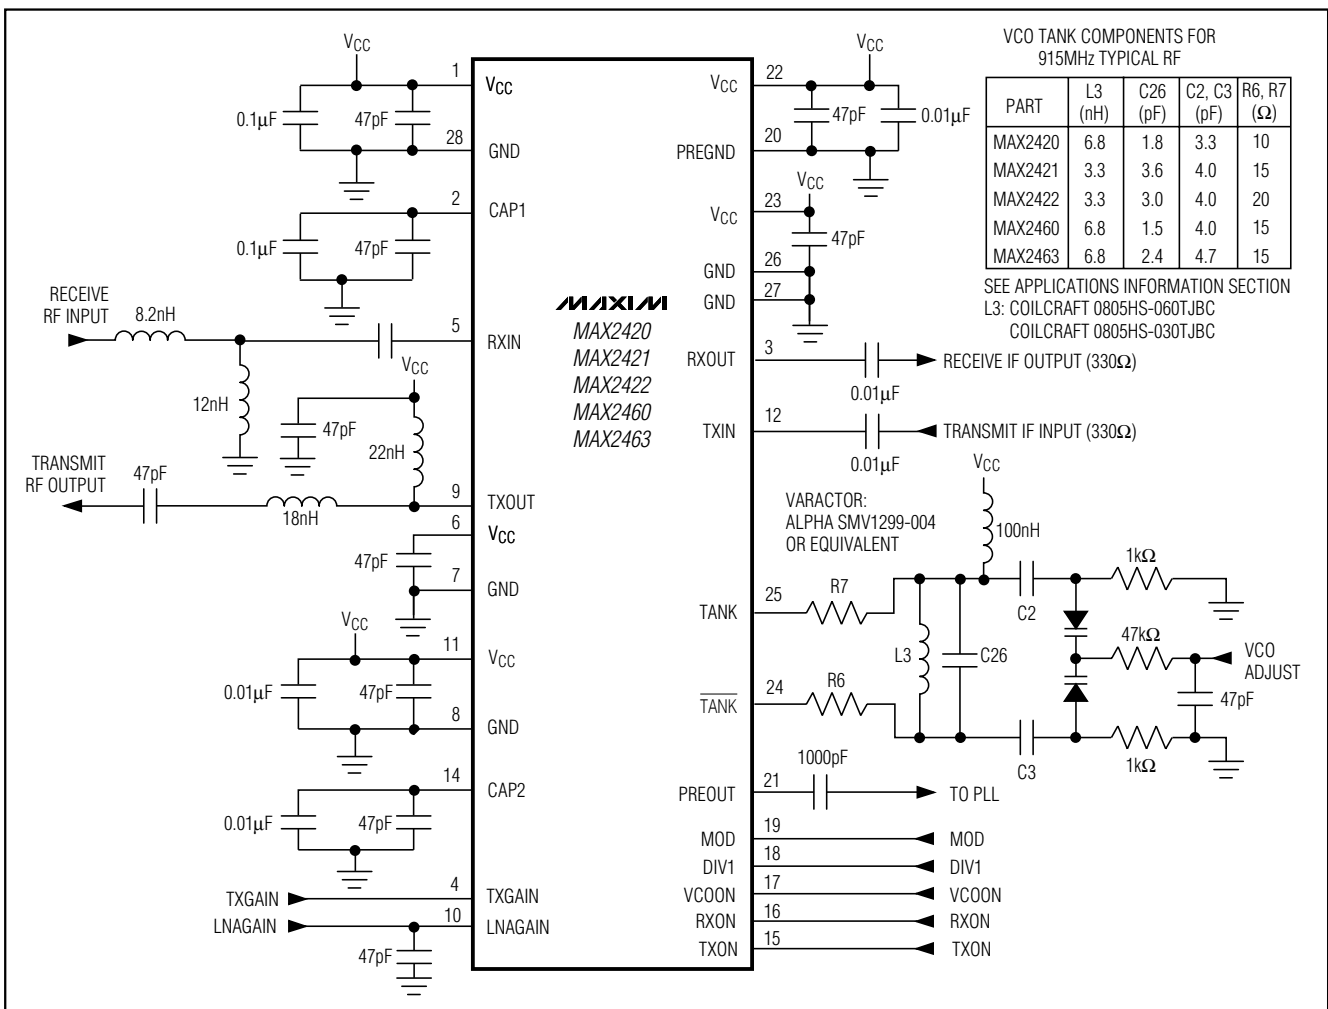 VCC
1
VCC
0.1µF
47pF
28
GND
2
CAP1
0.1µF
47pF
RECEIVE
RF INPUT
8.2nH
5
RXIN
12nH
VCC
47pF
22nH
TRANSMIT
RF OUTPUT
47pF
18nH
9
TXOUT
6
VCC
47pF
7
GND
VCC
11
VCC
0.01µF
47pF
8
GND
14
CAP2
0.01µF
47pF
TXGAIN
4
TXGAIN
LNAGAIN
10
LNAGAIN
47pF
MAXIM
MAX2420
MAX2421
MAX2422
MAX2460
MAX2463
VCC
22
VCC
47pF
0.01µF
20
PREGND
VCC
23
VCC
47pF
26
GND
27
GND
3
RXOUT
0.01µF
RECEIVE IF OUTPUT (330Ω)
12
TXIN
0.01µF
TRANSMIT IF INPUT (330Ω)
VCC
100nH
VARACTOR:
ALPHA SMV1299-004
OR EQUIVALENT
25
TANK
R7
L3
C26
C2
1kΩ
47kΩ
VCO
ADJUST
47pF
24
TANK
R6
C3
1kΩ
21
PREOUT
1000pF
TO PLL
19
MOD
MOD
18
DIV1
DIV1
17
VCOON
VCOON
16
RXON
RXON
15
TXON
TXON
VCO TANK COMPONENTS FOR
915MHz TYPICAL RF
PART L3 (nH) C26 (pF) C2, C3 (pF) R6, R7 (Ω)
MAX2420 6.8 1.8 3.3 10
MAX2421 3.3 3.6 4.0 15
MAX2422 3.3 3.0 4.0 20
MAX2460 6.8 1.5 4.0 15
MAX2463 6.8 2.4 4.7 15
SEE APPLICATIONS INFORMATION SECTION
L3: COILCRAFT 0805HS-060TJBC
COILCRAFT 0805HS-030TJBC